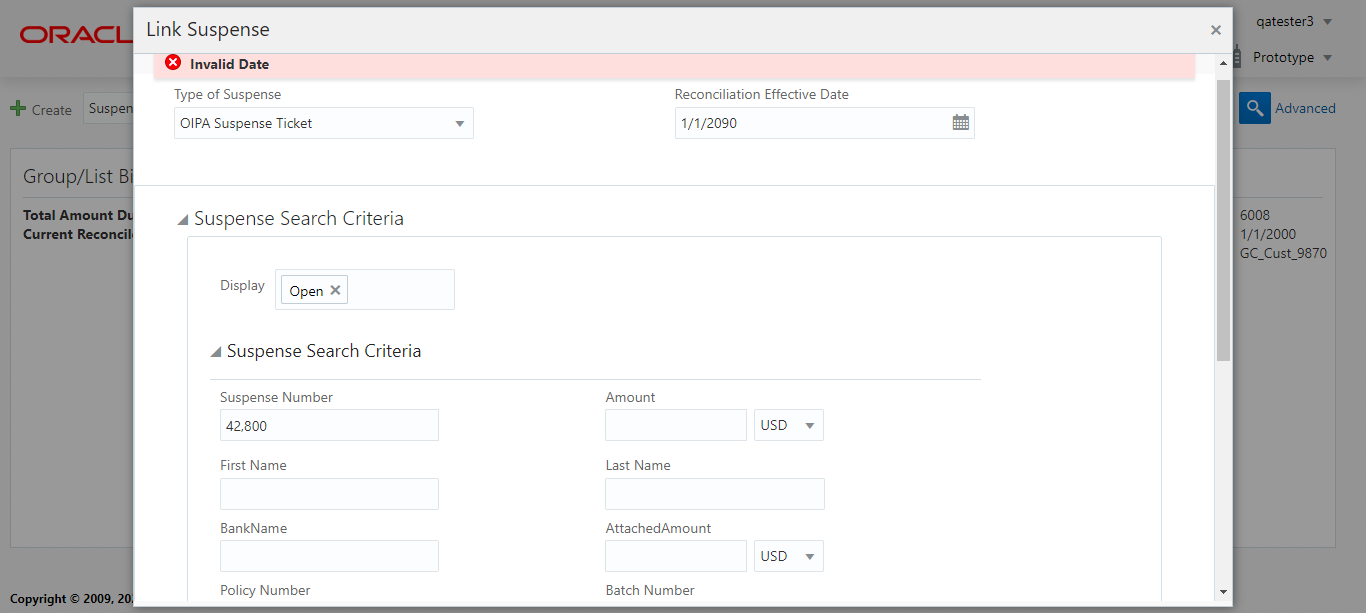 ORACL
Link Suspense
qatester3
Prototype
Invalid Date
Create
Suspen
Type of Suspense
Reconciliation Effective Date
OIPA Suspense Ticket
1/1/2090
Advanced
Group/List Bi
Total Amount Du
Current Reconcil
6008
1/1/2000
GC_Cust_9870
Suspense Search Criteria
Display
Open
Suspense Search Criteria
Suspense Number
Amount
42,800
USD
First Name
Last Name
BankName
AttachedAmount
USD
Policy Number
Batch Number
Copyright © 2009, 20